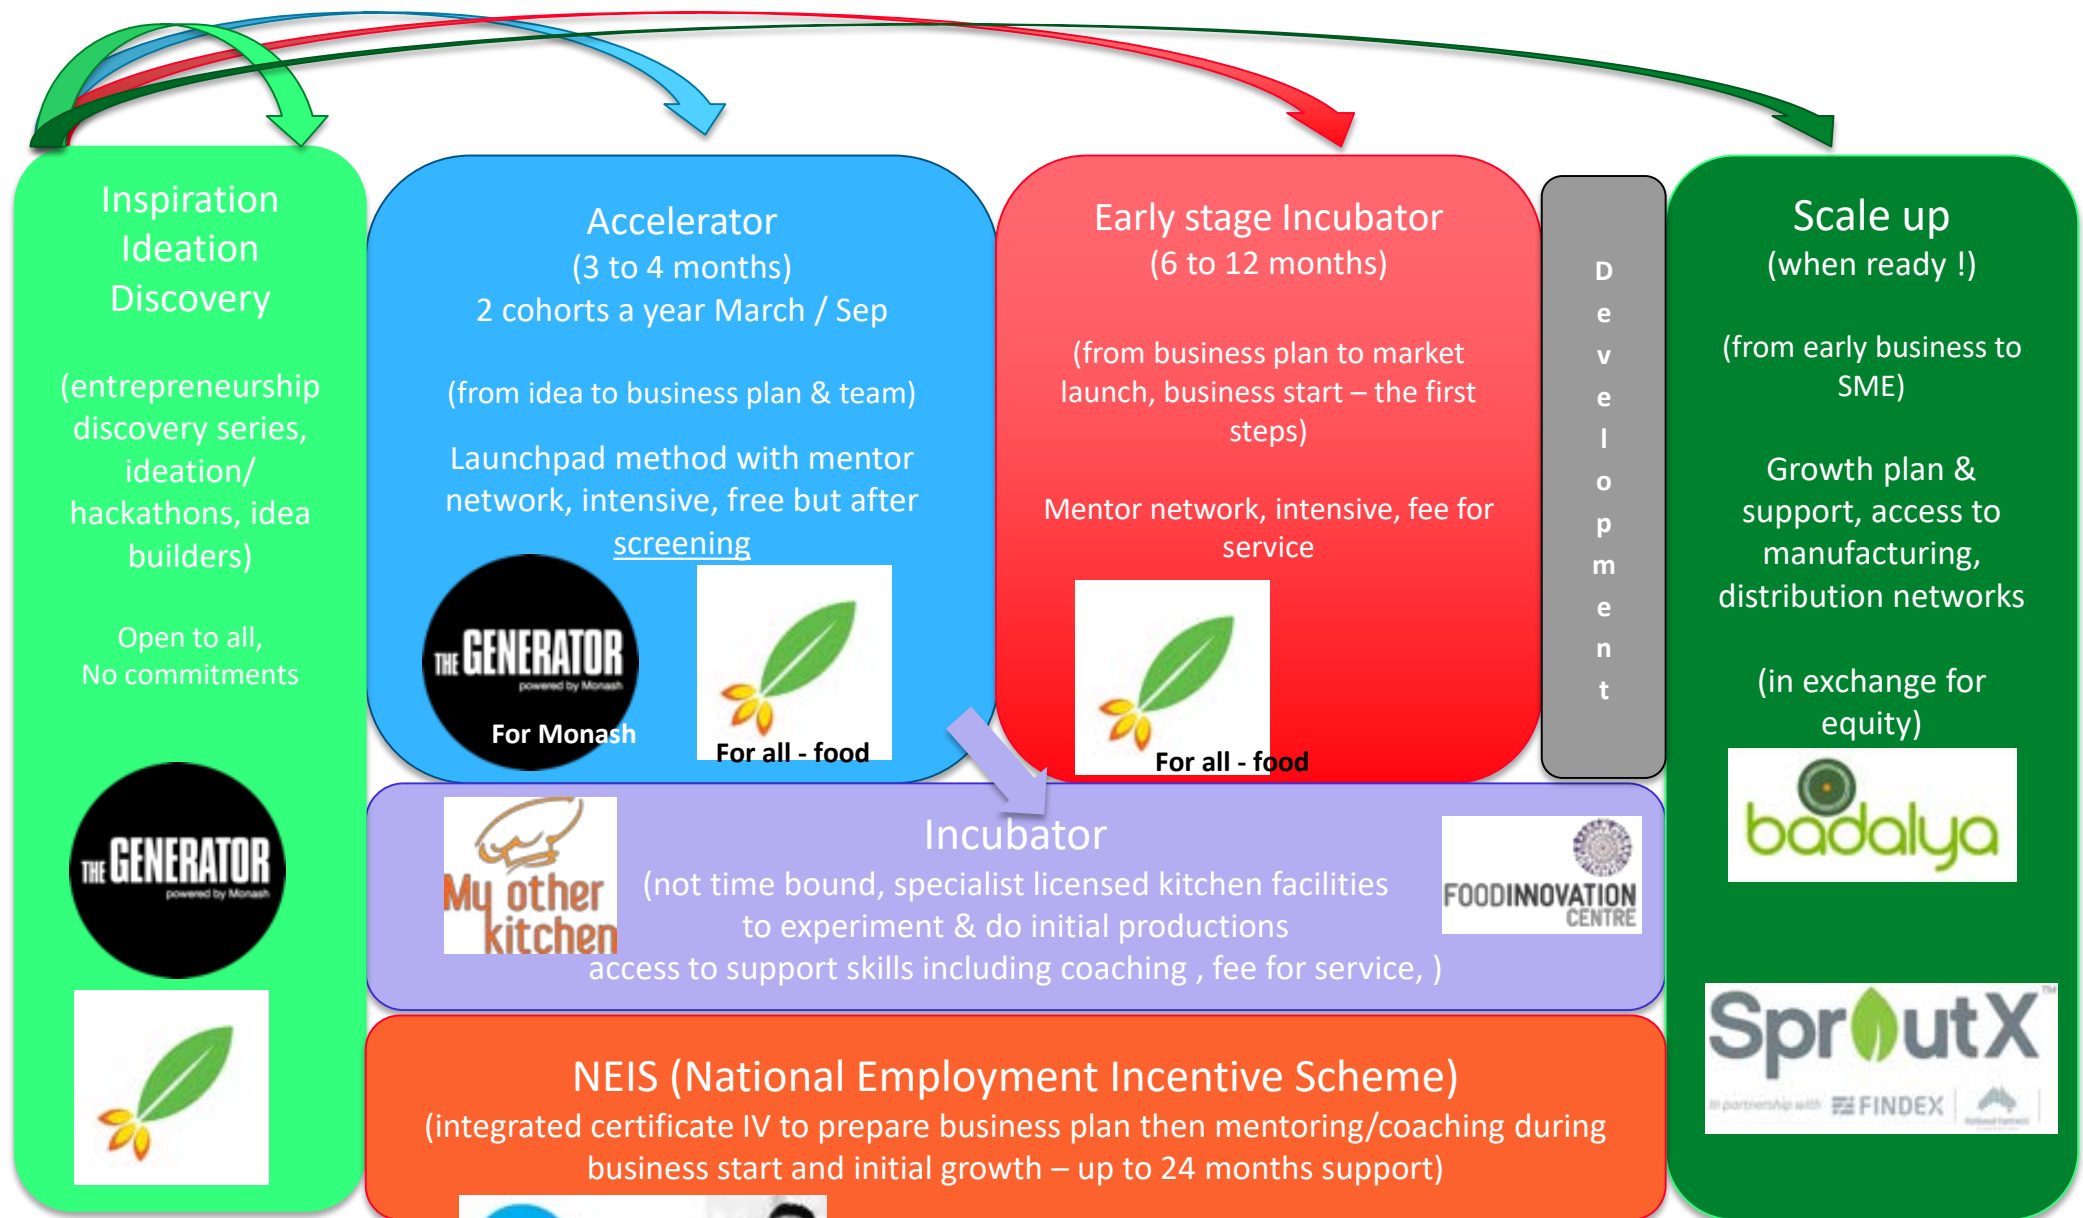 Inspiration
Ideation
Discovery
(entrepreneurship
discovery series,
ideation/
hackathons, idea
builders)
Open to all,
No commitments
THE GENERATOR
powered by Monash
Accelerator
(3 to 4 months)
2 cohorts a year March / Sep
(from idea to business plan & team)
Launchpad method with mentor
network, intensive, free but after
screening
THE GENERATOR
powered by Monash
For Monash
For all - food
Early stage Incubator
(6 to 12 months)
(from business plan to market
launch, business start – the first
steps)
Mentor network, intensive, fee for
service
For all - food
D
e
v
e
l
o
p
m
e
n
t
Scale up
(when ready !)
(from early business to
SME)
Growth plan &
support, access to
manufacturing,
distribution networks
(in exchange for
equity)
badalya
SproutX™
In partnership with FINDEX
My other
kitchen
Incubator
(not time bound, specialist licensed kitchen facilities
to experiment & do initial productions
access to support skills including coaching , fee for service, )
FOODINNOVATION
CENTRE
NEIS (National Employment Incentive Scheme)
(integrated certificate IV to prepare business plan then mentoring/coaching during
business start and initial growth – up to 24 months support)